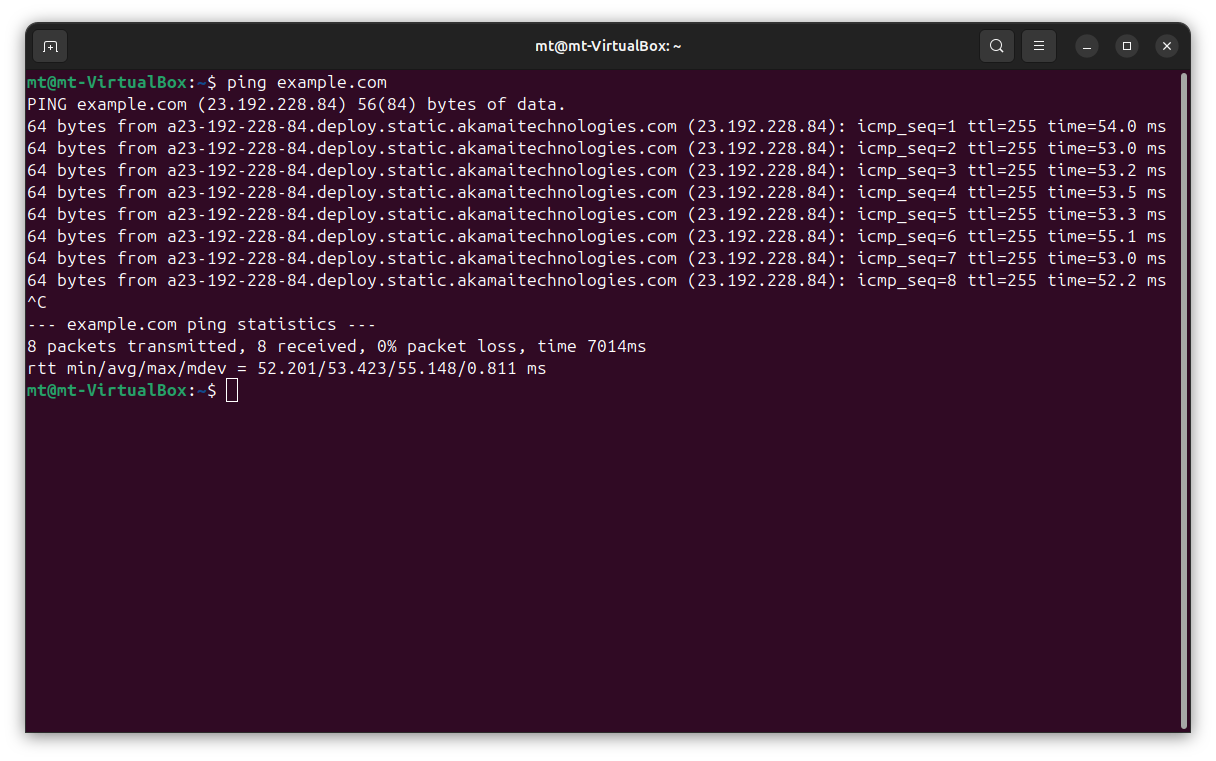 mt@mt-VirtualBox: ~
mt@mt-VirtualBox:~$ ping example.com
PING example.com (23.192.228.84) 56(84) bytes of data.
64 bytes from a23-192-228-84.deploy.static.akamaitechnologies.com (23.192.228.84): icmp_seq=1 ttl=255 time=54.0 ms
64 bytes from a23-192-228-84.deploy.static.akamaitechnologies.com (23.192.228.84): icmp_seq=2 ttl=255 time=53.0 ms
64 bytes from a23-192-228-84.deploy.static.akamaitechnologies.com (23.192.228.84): icmp_seq=3 ttl=255 time=53.2 ms
64 bytes from a23-192-228-84.deploy.static.akamaitechnologies.com (23.192.228.84): icmp_seq=4 ttl=255 time=53.5 ms
64 bytes from a23-192-228-84.deploy.static.akamaitechnologies.com (23.192.228.84): icmp_seq=5 ttl=255 time=53.3 ms
64 bytes from a23-192-228-84.deploy.static.akamaitechnologies.com (23.192.228.84): icmp_seq=6 ttl=255 time=55.1 ms
64 bytes from a23-192-228-84.deploy.static.akamaitechnologies.com (23.192.228.84): icmp_seq=7 ttl=255 time=53.0 ms
64 bytes from a23-192-228-84.deploy.static.akamaitechnologies.com (23.192.228.84): icmp_seq=8 ttl=255 time=52.2 ms
^C
--- example.com ping statistics ---
8 packets transmitted, 8 received, 0% packet loss, time 7014ms
rtt min/avg/max/mdev = 52.201/53.423/55.148/0.811 ms
mt@mt-VirtualBox:~$